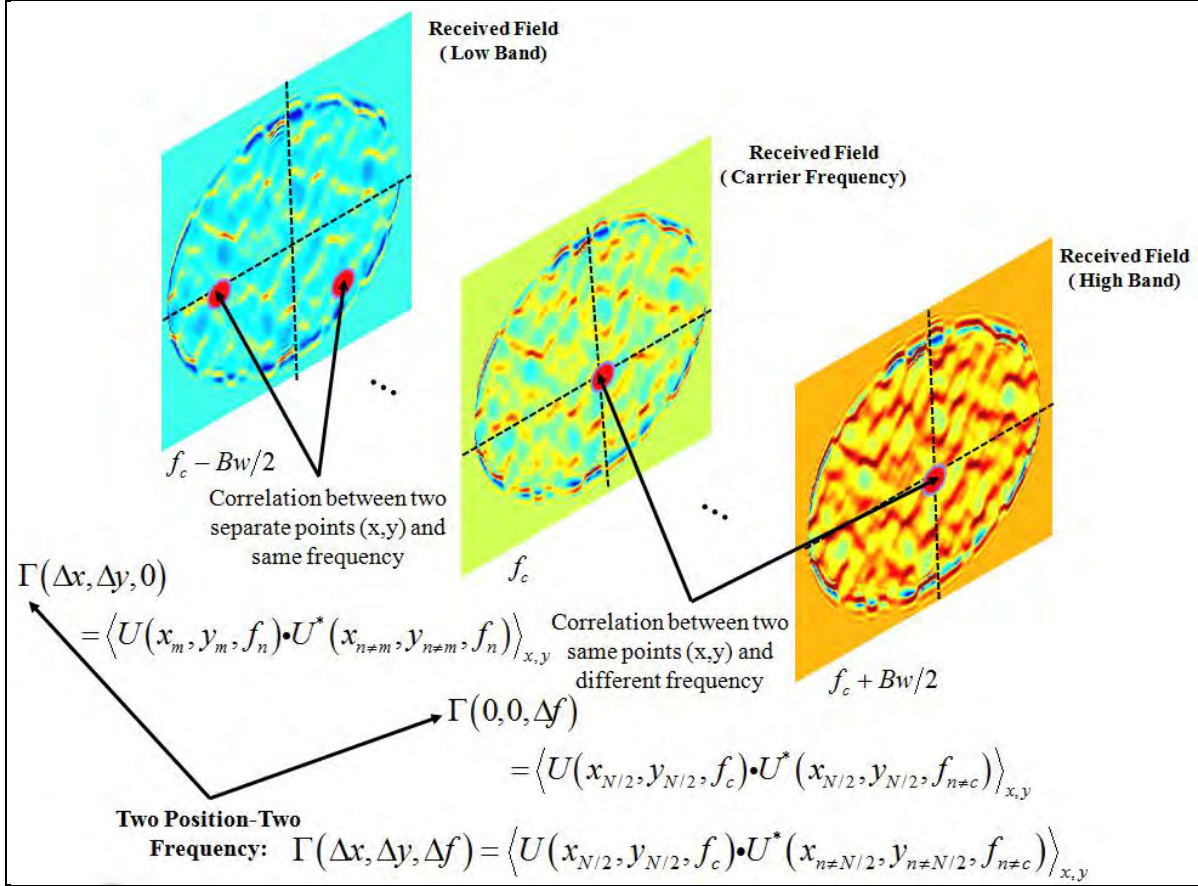 Received Field
( Low Band)
Received Field
( Carrier Frequency)
Received Field
( High Band)
...
f_c − Bw/2
Correlation between two
separate points (x,y) and
same frequency
...
f_c
Γ(Δx, Δy, 0)
= ⟨U(x_m, y_m, f_n)•U*(x_{n≠m}, y_{n≠m}, f_n)⟩_{x,y}
Correlation between two
same points (x,y) and
different frequency
f_c + Bw/2
Γ(0,0,Δf)
= ⟨U(x_{N/2}, y_{N/2}, f_c)•U*(x_{N/2}, y_{N/2}, f_{n≠c})⟩_{x,y}
Two Position-Two
Frequency: Γ(Δx, Δy, Δf) = ⟨U(x_{N/2}, y_{N/2}, f_c)•U*(x_{n≠N/2}, y_{n≠N/2}, f_{n≠c})⟩_{x,y}